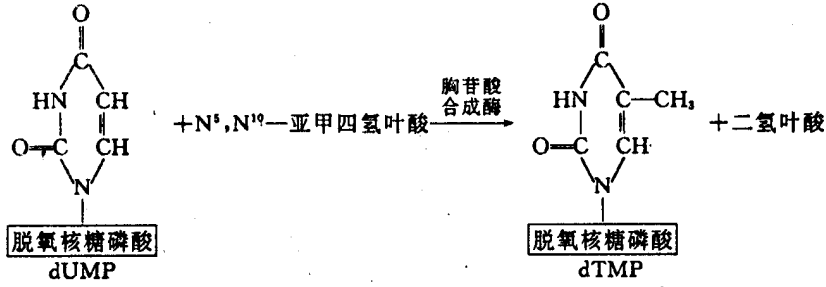 O O
C C
HN CH HN C—CH₃
胸苷酸
+N⁵,N¹⁰—亚甲四氢叶酸 合成酶 +二氢叶酸
O=C CH O=C CH
N N
脱氧核糖磷酸 脱氧核糖磷酸
dUMP dTMP